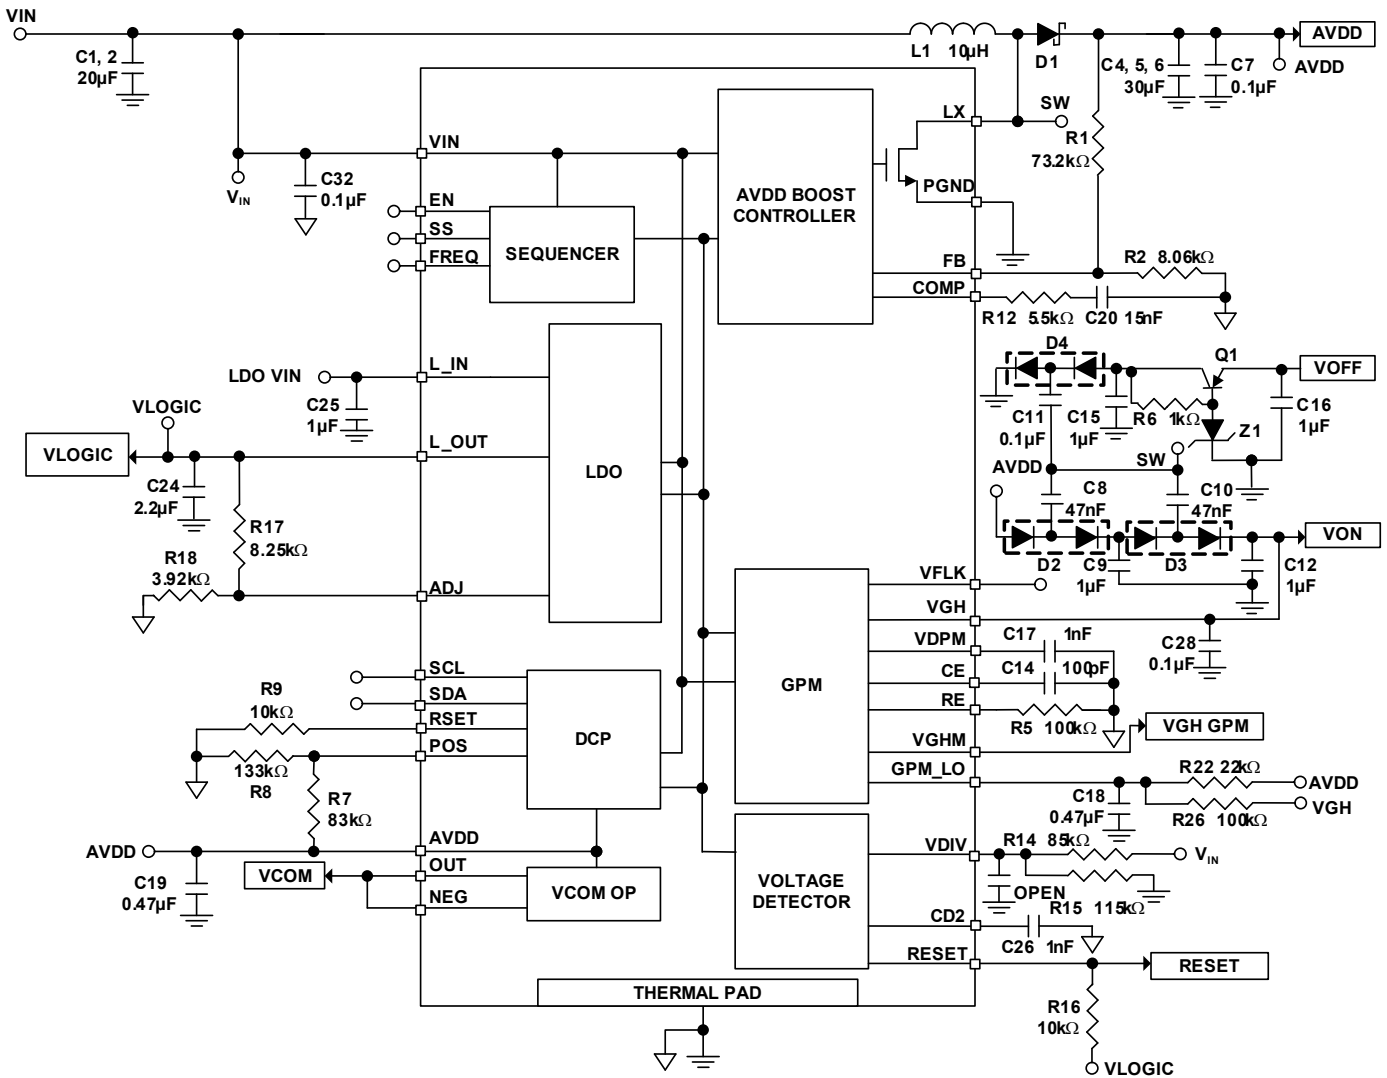 VIN
C1, 2
20µF
L1 10µH
D1
AVDD
AVDD
C4, 5, 6
30µF
C7
0.1µF
SW
LX
R1
73.2kΩ
VIN
V_IN
C32
0.1µF
EN
SS
FREQ
SEQUENCER
AVDD BOOST
CONTROLLER
PGND
FB
COMP
R2 8.06kΩ
R12 5.5kΩ
C20 15nF
D4
Q1
VOFF
C11
0.1µF
C15
1µF
R6 1kΩ
Z1
C16
1µF
LDO VIN
C25
1µF
L_IN
L_OUT
LDO
VLOGIC
VLOGIC
C24
2.2µF
R17
8.25kΩ
R18
3.92kΩ
ADJ
AVDD
SW
C8
47nF
C10
47nF
D2
C9
1µF
D3
VON
C12
1µF
VFLK
VGH
C28
0.1µF
VDPM
C17 1nF
CE
C14 100pF
RE
R5 100kΩ
GPM
VGHM
VGH GPM
GPM_LO
R22 22kΩ
AVDD
R26 100kΩ
VGH
C18
0.47µF
SCL
SDA
RSET
POS
DCP
R9
10kΩ
133kΩ
R8
R7
83kΩ
AVDD
AVDD
C19
0.47µF
VCOM
OUT
NEG
VCOM OP
VOLTAGE
DETECTOR
VDIV
R14 85kΩ
V_IN
OPEN
R15 115kΩ
CD2
C26 1nF
RESET
RESET
R16
10kΩ
VLOGIC
THERMAL PAD